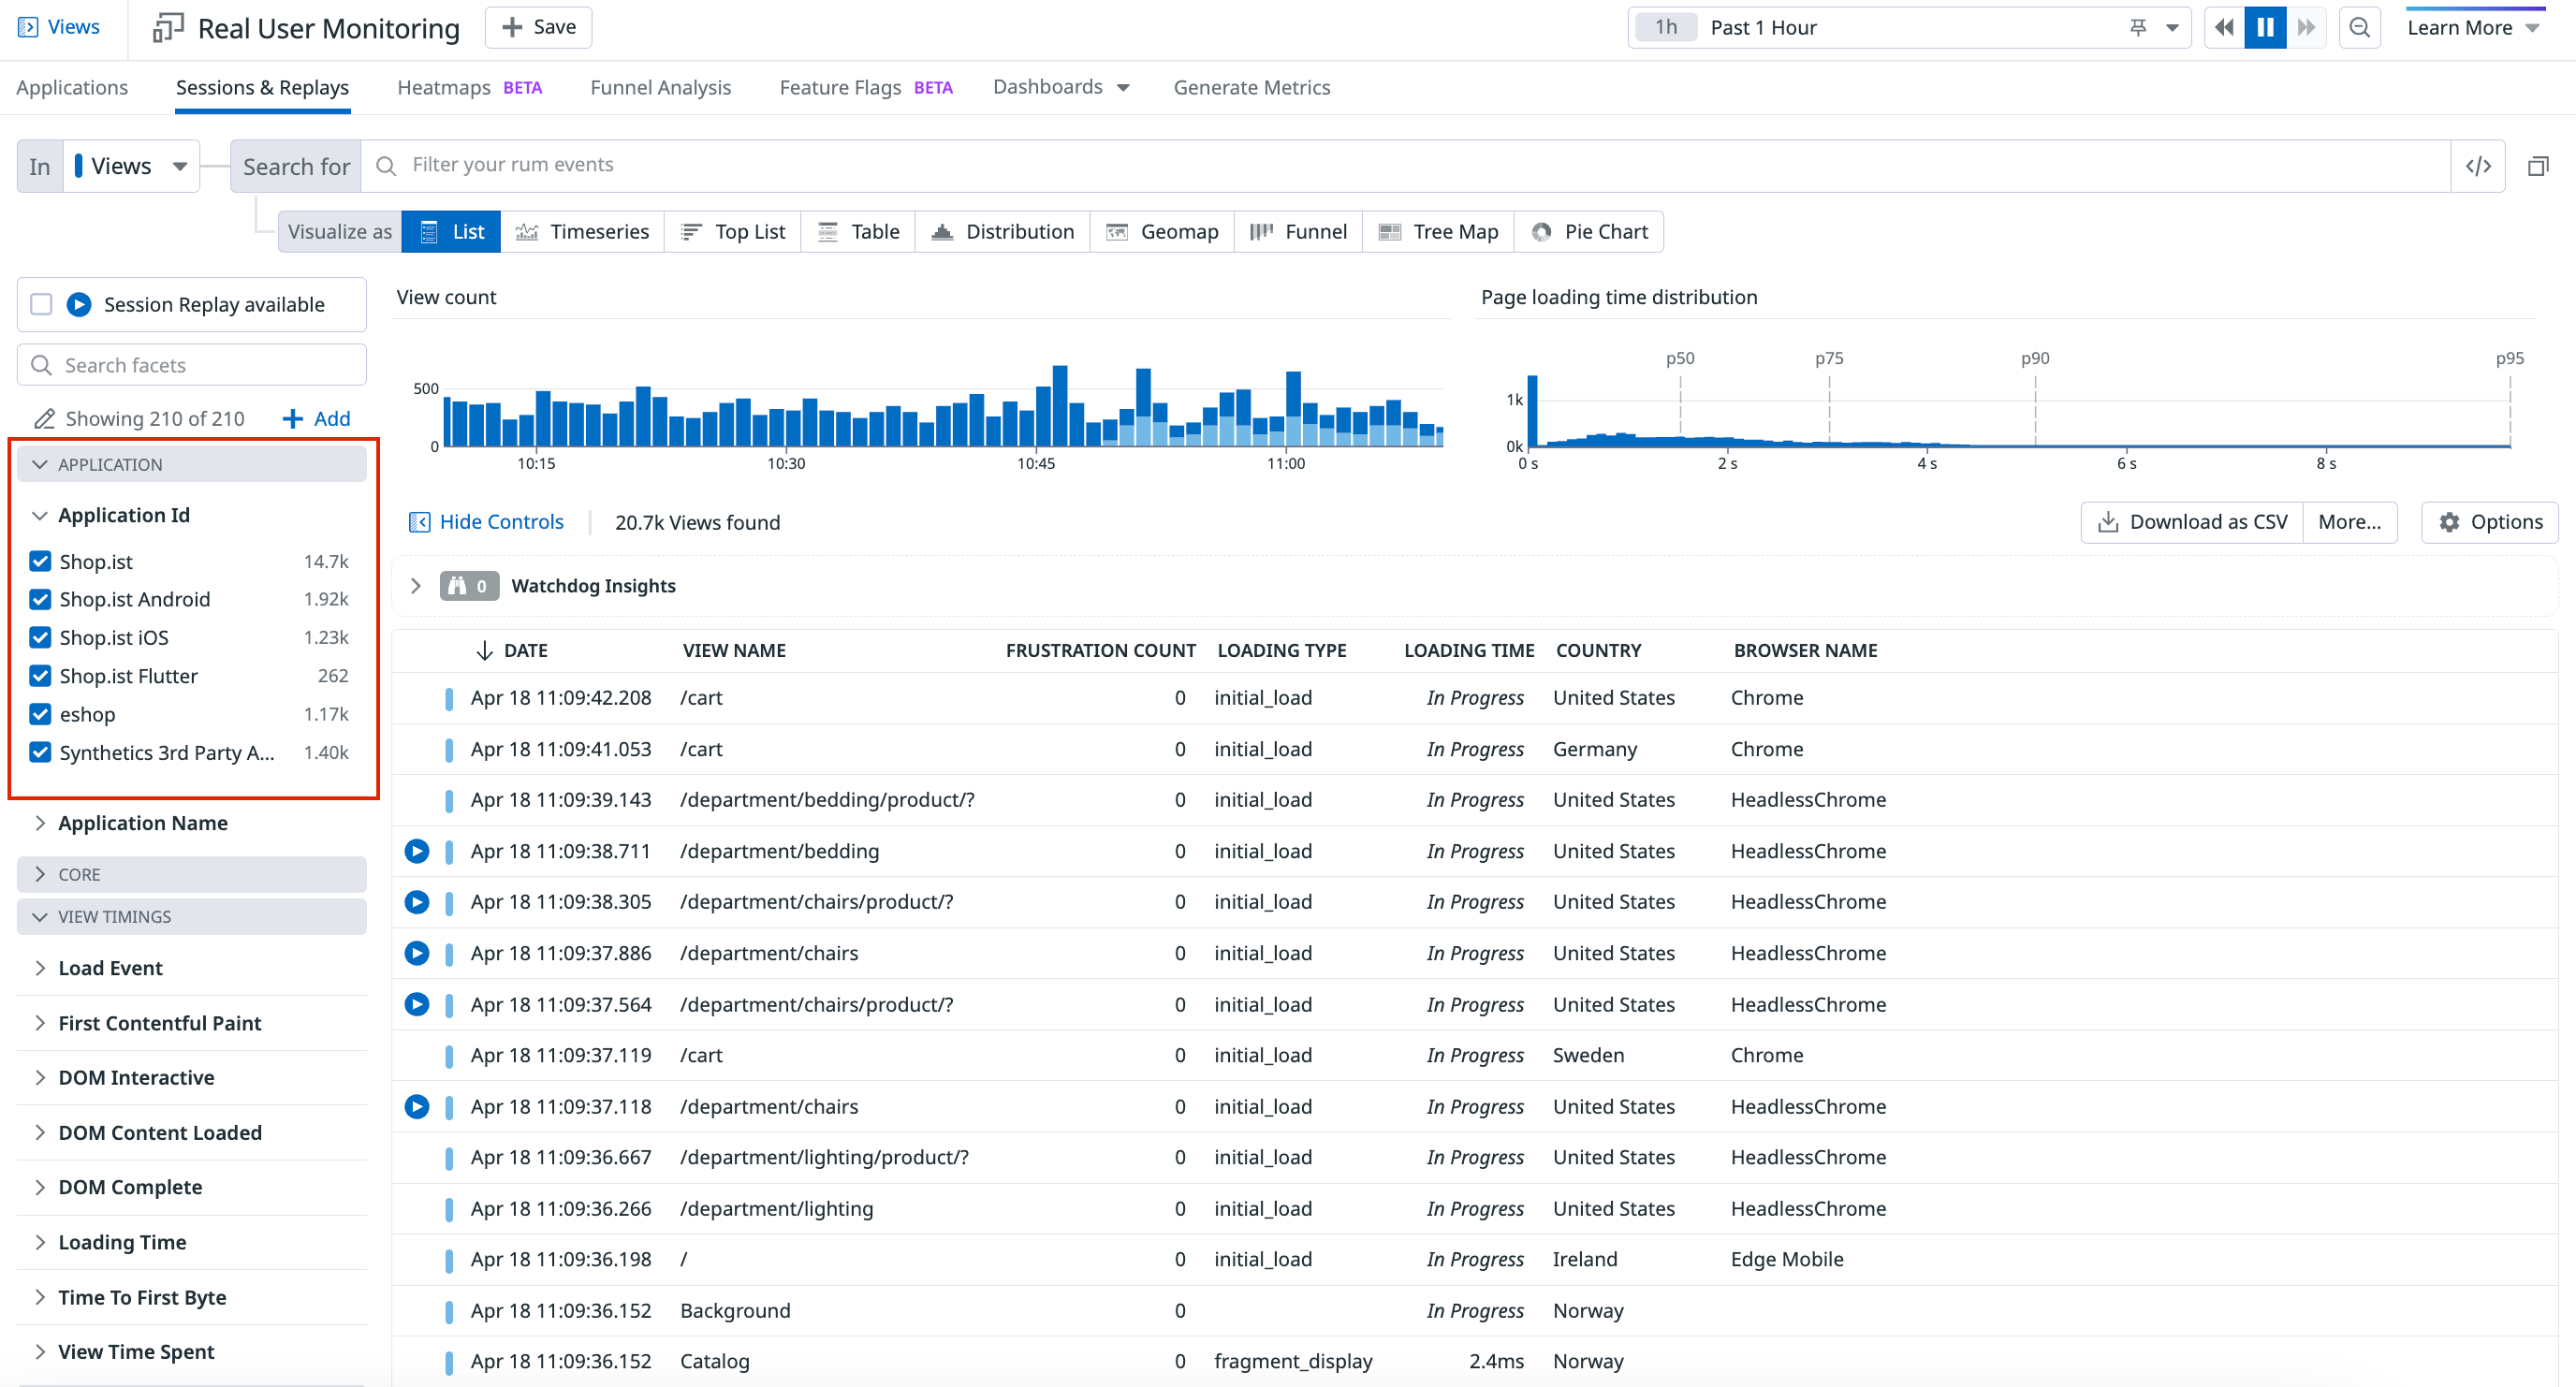 Views
Real User Monitoring
+ Save
1h Past 1 Hour
Learn More
Applications Sessions & Replays Heatmaps BETA Funnel Analysis Feature Flags BETA Dashboards Generate Metrics
In Views Search for Filter your rum events </>
Visualize as List Timeseries Top List Table Distribution Geomap Funnel Tree Map Pie Chart
Session Replay available
Search facets
Showing 210 of 210 + Add
APPLICATION
Application Id
Shop.ist 14.7k
Shop.ist Android 1.92k
Shop.ist iOS 1.23k
Shop.ist Flutter 262
eshop 1.17k
Synthetics 3rd Party A... 1.40k
Application Name
CORE
VIEW TIMINGS
Load Event
First Contentful Paint
DOM Interactive
DOM Content Loaded
DOM Complete
Loading Time
Time To First Byte
View Time Spent
View count
500
0
10:15 10:30 10:45 11:00
Page loading time distribution
p50 p75 p90 p95
1k
0k
0 s 2 s 4 s 6 s 8 s
Hide Controls 20.7k Views found
Download as CSV More... Options
0 Watchdog Insights
DATE VIEW NAME FRUSTRATION COUNT LOADING TYPE LOADING TIME COUNTRY BROWSER NAME
Apr 18 11:09:42.208 /cart 0 initial_load In Progress United States Chrome
Apr 18 11:09:41.053 /cart 0 initial_load In Progress Germany Chrome
Apr 18 11:09:39.143 /department/bedding/product/? 0 initial_load In Progress United States HeadlessChrome
Apr 18 11:09:38.711 /department/bedding 0 initial_load In Progress United States HeadlessChrome
Apr 18 11:09:38.305 /department/chairs/product/? 0 initial_load In Progress United States HeadlessChrome
Apr 18 11:09:37.886 /department/chairs 0 initial_load In Progress United States HeadlessChrome
Apr 18 11:09:37.564 /department/chairs/product/? 0 initial_load In Progress United States HeadlessChrome
Apr 18 11:09:37.119 /cart 0 initial_load In Progress Sweden Chrome
Apr 18 11:09:37.118 /department/chairs 0 initial_load In Progress United States HeadlessChrome
Apr 18 11:09:36.667 /department/lighting/product/? 0 initial_load In Progress United States HeadlessChrome
Apr 18 11:09:36.266 /department/lighting 0 initial_load In Progress United States HeadlessChrome
Apr 18 11:09:36.198 / 0 initial_load In Progress Ireland Edge Mobile
Apr 18 11:09:36.152 Background 0 In Progress Norway
Apr 18 11:09:36.152 Catalog 0 fragment_display 2.4ms Norway